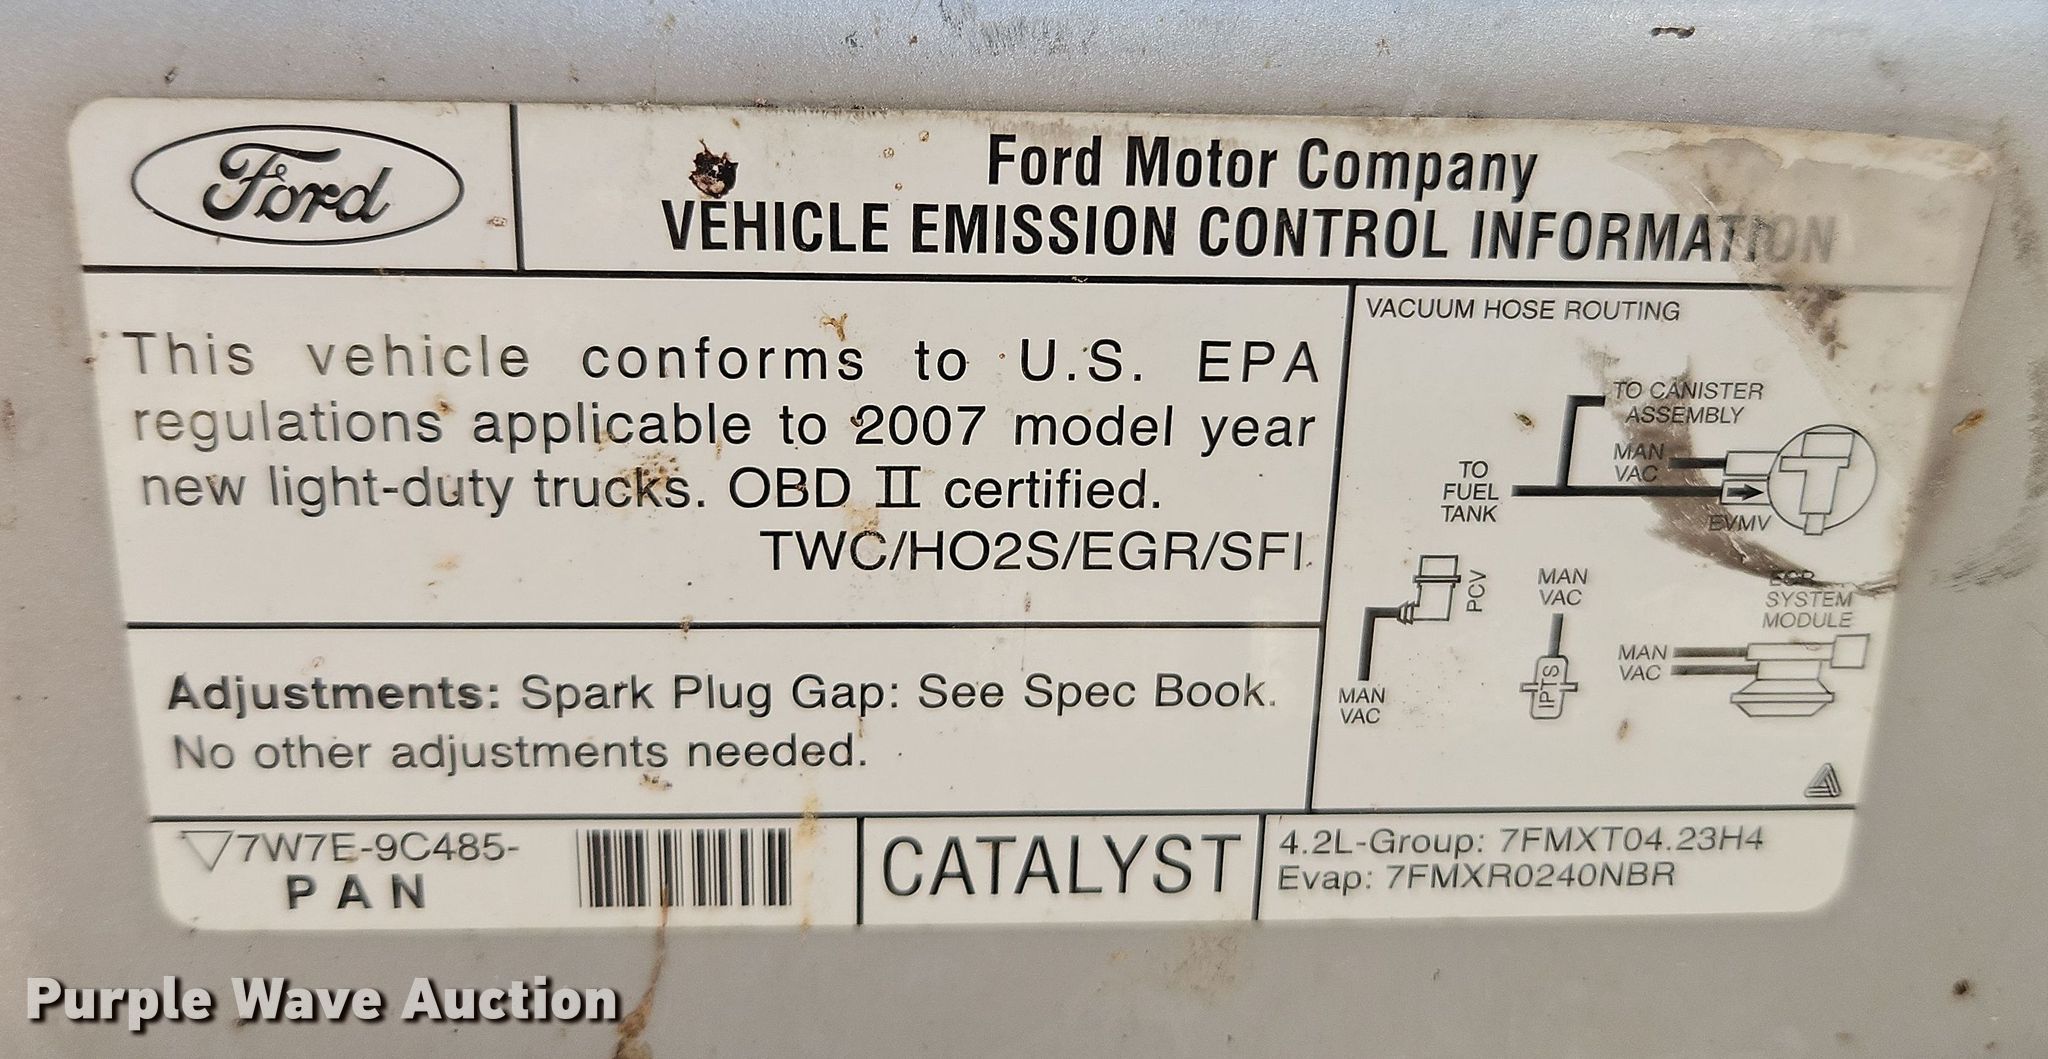 Ford
Ford Motor Company
VEHICLE EMISSION CONTROL INFORMATION
This vehicle conforms to U.S. EPA
regulations applicable to 2007 model year
new light-duty trucks. OBD II certified.
TWC/HO2S/EGR/SFI.
Adjustments: Spark Plug Gap: See Spec Book.
No other adjustments needed.
VACUUM HOSE ROUTING
TO CANISTER
ASSEMBLY
MAN
VAC
TO
FUEL
TANK
EVMV
PCV
MAN
VAC
MAN
VAC
IPTS
EGR
SYSTEM
MODULE
MAN
VAC
7W7E-9C485-
PAN
CATALYST
4.2L-Group: 7FMXT04.23H4
Evap: 7FMXR0240NBR
Purple Wave Auction